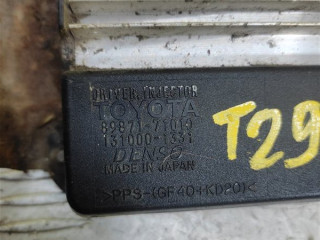 DRIVER, INJECTOR
TOYOTA
89871-71010
131000-1331
DENSO
MADE IN JAPAN
>PPS-(GF40+KD20)<
T29